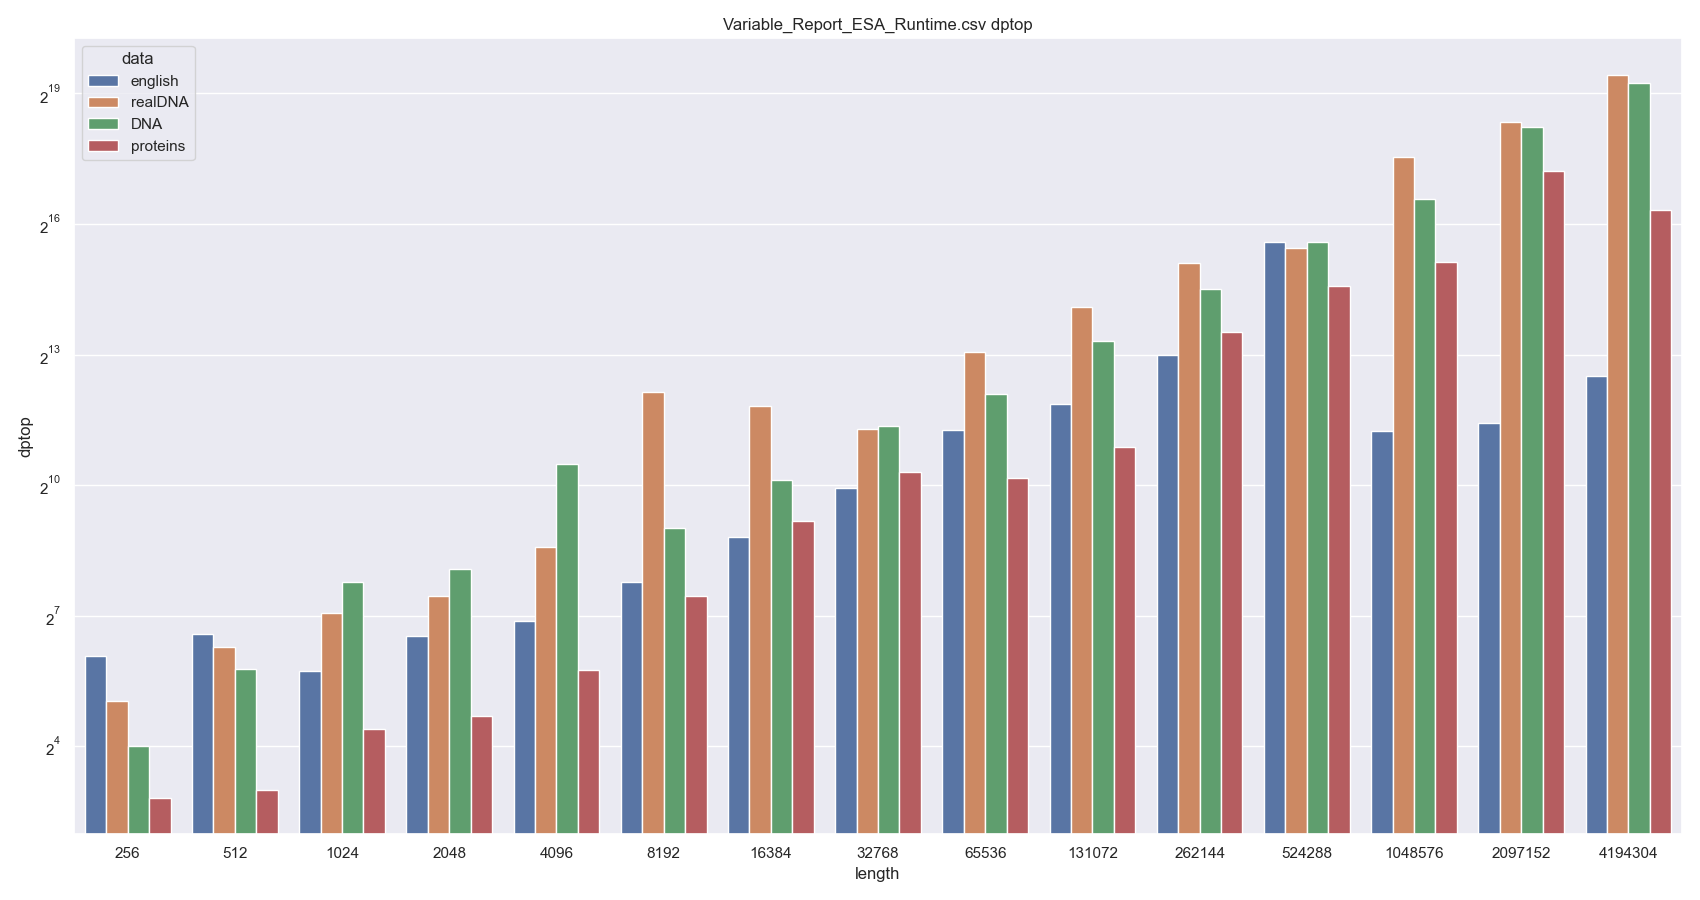 Variable_Report_ESA_Runtime.csv dptop
data
english
realDNA
DNA
proteins
2^19
2^16
2^13
2^10
2^7
2^4
dptop
256 512 1024 2048 4096 8192 16384 32768 65536 131072 262144 524288 1048576 2097152 4194304
length